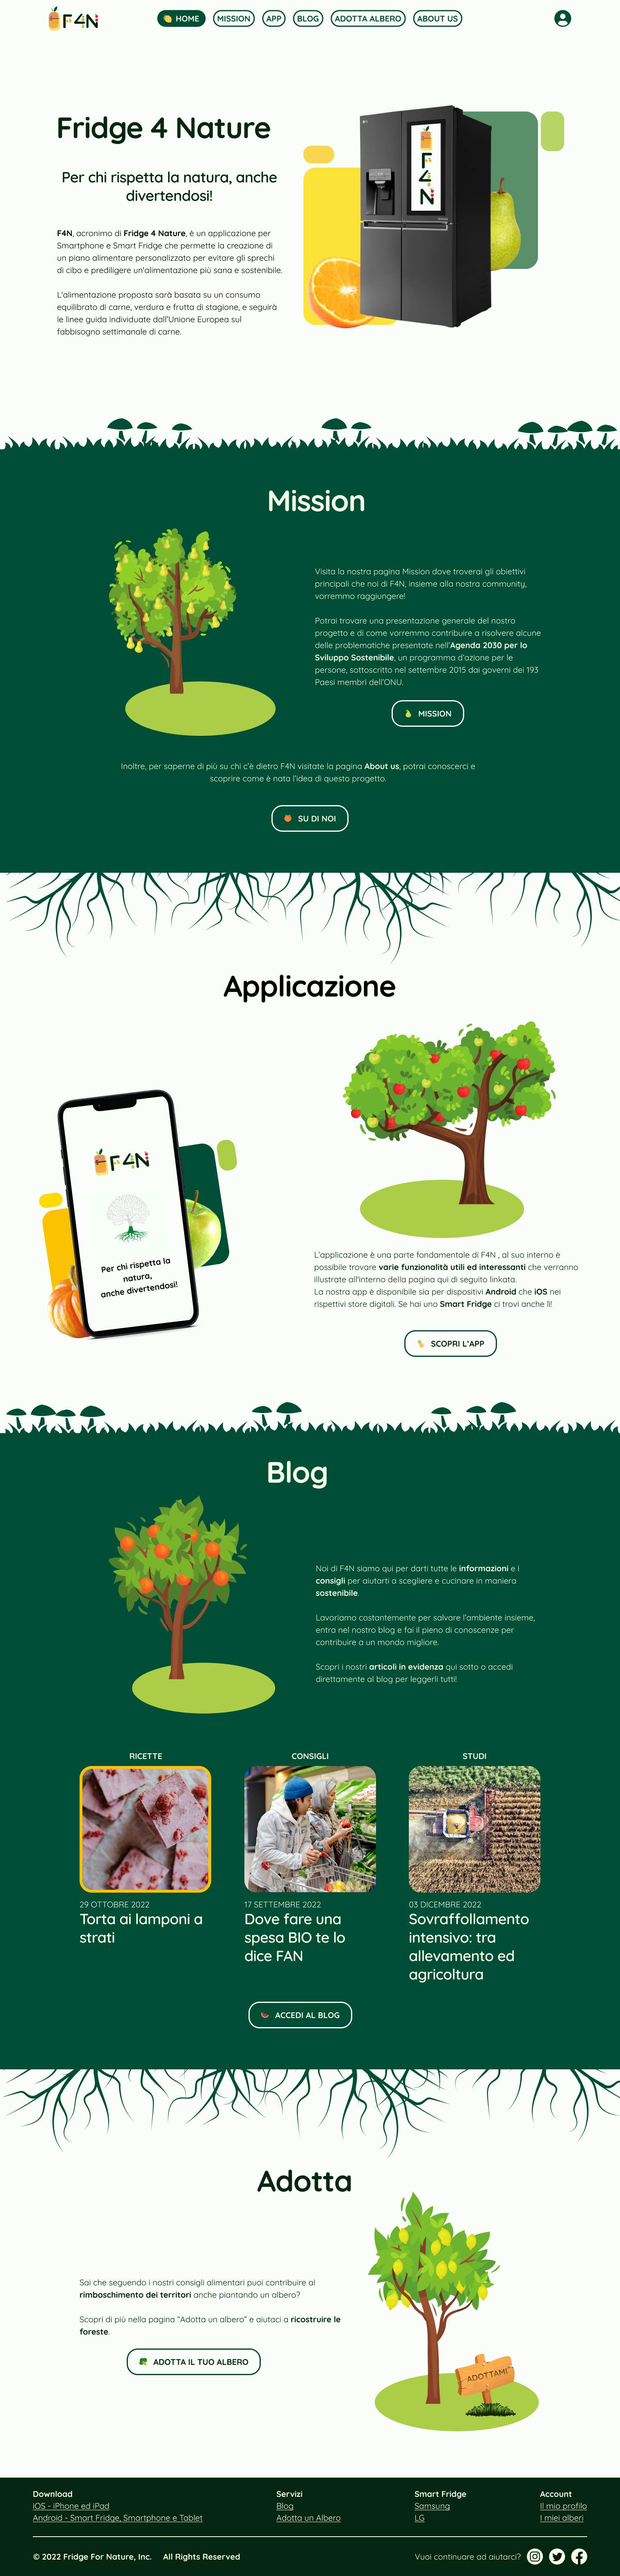 F4N
HOME
MISSION
APP
BLOG
ADOTTA ALBERO
ABOUT US
Fridge 4 Nature
Per chi rispetta la natura, anche
divertendosi!
F4N, acronimo di Fridge 4 Nature, è un applicazione per
Smartphone e Smart Fridge che permette la creazione di
un piano alimentare personalizzato per evitare gli sprechi
di cibo e prediligere un'alimentazione più sana e sostenibile.
L'alimentazione proposta sarà basata su un consumo
equilibrato di carne, verdura e frutta di stagione, e seguirà
le linee guida individuate dall'Unione Europea sul
fabbisogno settimanale di carne.
F
4
N
Mission
Visita la nostra pagina Mission dove troverai gli obiettivi
principali che noi di F4N, insieme alla nostra community,
vorremmo raggiungere!
Potrai trovare una presentazione generale del nostro
progetto e di come vorremmo contribuire a risolvere alcune
delle problematiche presentate nell'Agenda 2030 per lo
Sviluppo Sostenibile, un programma d'azione per le
persone, sottoscritto nel settembre 2015 dai governi dei 193
Paesi membri dell'ONU.
MISSION
Inoltre, per saperne di più su chi c'è dietro F4N visitate la pagina About us, potrai conoscerci e
scoprire come è nata l'idea di questo progetto.
SU DI NOI
Applicazione
F4N
Per chi rispetta la
natura,
anche divertendosi!
L'applicazione è una parte fondamentale di F4N , al suo interno è
possibile trovare varie funzionalità utili ed interessanti che verranno
illustrate all'interno della pagina qui di seguito linkata.
La nostra app è disponibile sia per dispositivi Android che iOS nei
rispettivi store digitali. Se hai uno Smart Fridge ci trovi anche lì!
SCOPRI L'APP
Blog
Noi di F4N siamo qui per darti tutte le informazioni e i
consigli per aiutarti a scegliere e cucinare in maniera
sostenibile.
Lavoriamo costantemente per salvare l'ambiente insieme,
entra nel nostro blog e fai il pieno di conoscenze per
contribuire a un mondo migliore.
Scopri i nostri articoli in evidenza qui sotto o accedi
direttamente al blog per leggerli tutti!
RICETTE
29 OTTOBRE 2022
Torta ai lamponi a
strati
CONSIGLI
17 SETTEMBRE 2022
Dove fare una
spesa BIO te lo
dice FAN
STUDI
03 DICEMBRE 2022
Sovraffollamento
intensivo: tra
allevamento ed
agricoltura
ACCEDI AL BLOG
Adotta
Sai che seguendo i nostri consigli alimentari puoi contribuire al
rimboschimento dei territori anche piantando un albero?
Scopri di più nella pagina "Adotta un albero" e aiutaci a ricostruire le
foreste.
ADOTTA IL TUO ALBERO
ADOTTAMI
Download
iOS - iPhone ed iPad
Android - Smart Fridge, Smartphone e Tablet
Servizi
Blog
Adotta un Albero
Smart Fridge
Samsung
LG
Account
Il mio profilo
I miei alberi
© 2022 Fridge For Nature, Inc. All Rights Reserved
Vuoi continuare ad aiutarci?